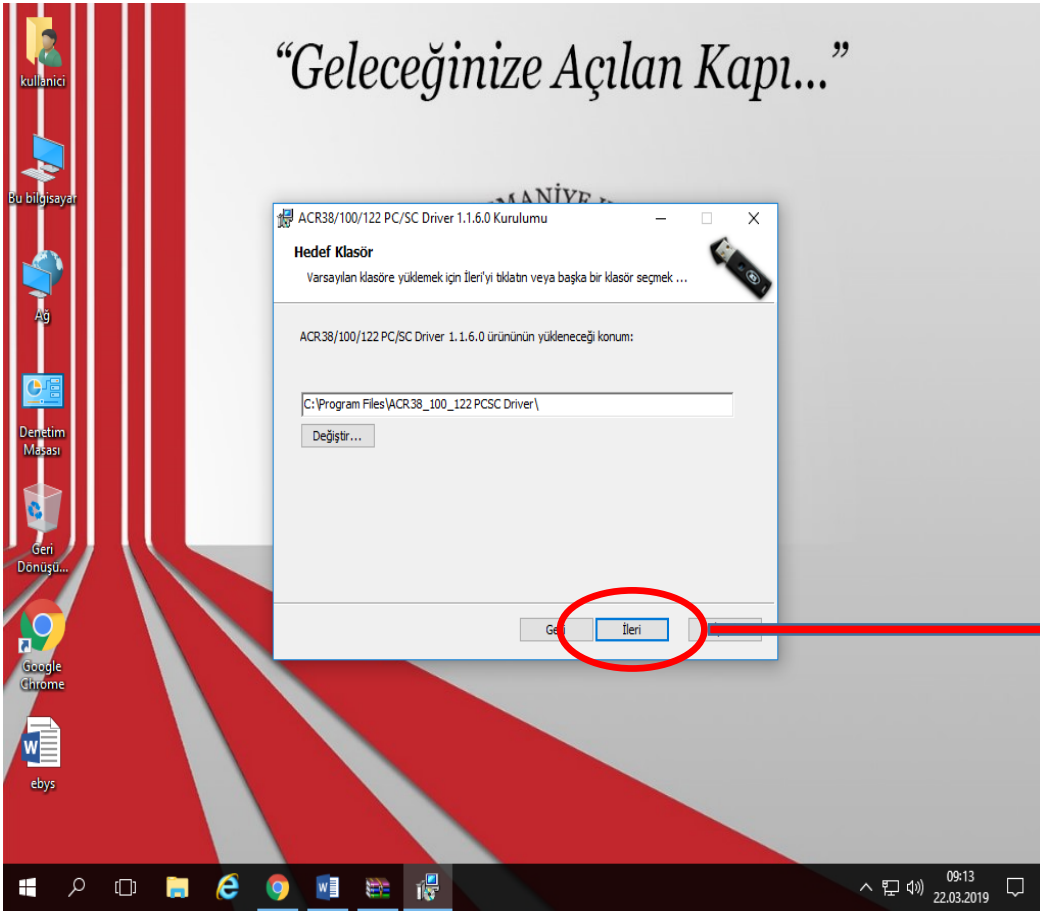 “Geleceğinize Açılan Kapı...”
kullanici
Bu bilgisayar
Ağ
Denetim
Masası
Geri
Dönüşü...
Google
Chrome
ebys
ACR38/100/122 PC/SC Driver 1.1.6.0 Kurulumu
Hedef Klasör
Varsayılan klasöre yüklemek için İleri'yi tıklatın veya başka bir klasör seçmek ...
ACR38/100/122 PC/SC Driver 1.1.6.0 ürününün yükleneceği konum:
C:\Program Files\ACR38_100_122 PCSC Driver\
Değiştir...
İleri
09:13
22.03.2019